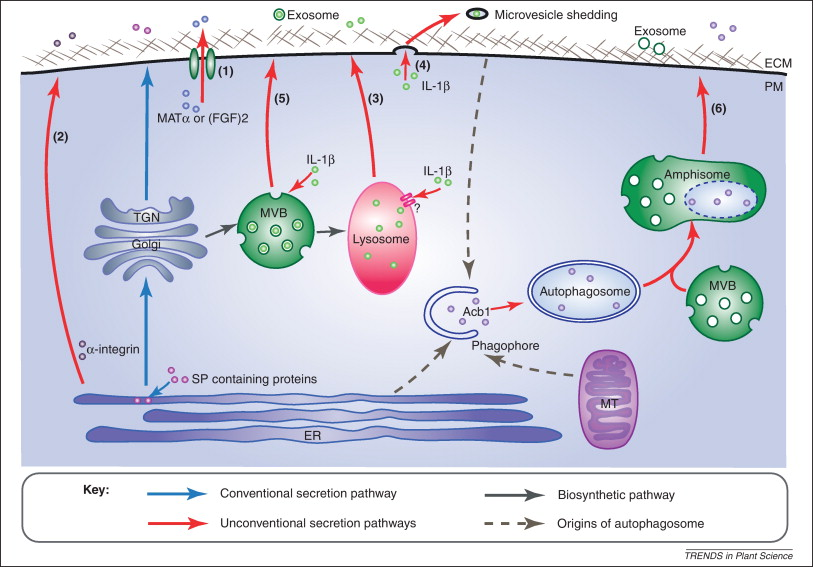 Exosome
Microvesicle shedding
Exosome
ECM
PM
(1)
(4)
IL-1β
MATα or (FGF)2
(2)
(5)
(3)
(6)
IL-1β
IL-1β
?
Amphisome
TGN
Golgi
MVB
Lysosome
Autophagosome
MVB
Acb1
Phagophore
α-integrin
SP containing proteins
MT
ER
Key:
Conventional secretion pathway
Biosynthetic pathway
Unconventional secretion pathways
Origins of autophagosome
TRENDS in Plant Science